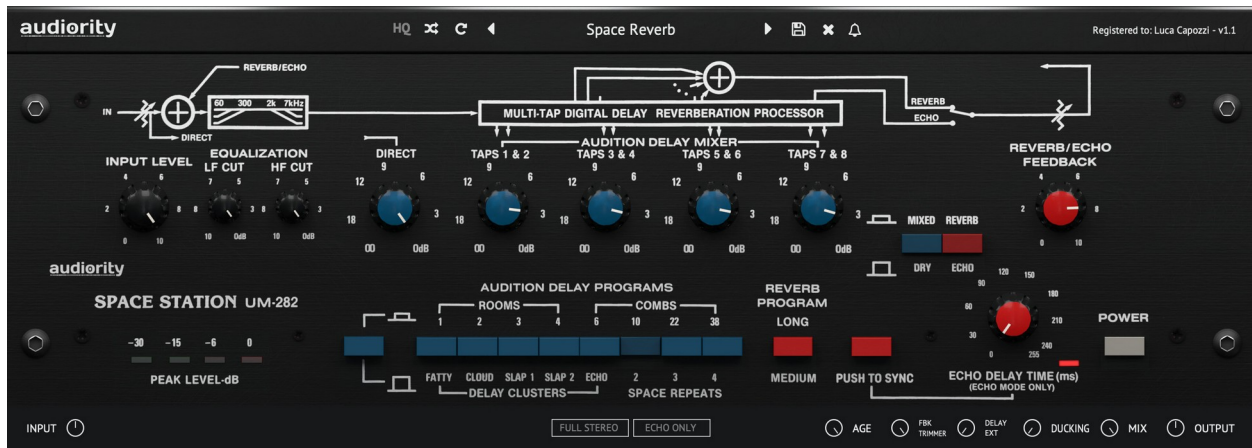 audiority
HQ
Space Reverb
Registered to: Luca Capozzi - v1.1
REVERB/ECHO
60 300 2k 7kHz
IN
DIRECT
MULTI-TAP DIGITAL DELAY REVERBERATION PROCESSOR
REVERB
ECHO
AUDITION DELAY MIXER
INPUT LEVEL
EQUALIZATION
LF CUT HF CUT
DIRECT
TAPS 1 & 2
TAPS 3 & 4
TAPS 5 & 6
TAPS 7 & 8
REVERB/ECHO
FEEDBACK
4 6 2 8 0 10
7 5 8 3 10 0dB
7 5 8 3 10 0dB
9 12 6 18 3 00 0dB
9 12 6 18 3 00 0dB
9 12 6 18 3 00 0dB
9 12 6 18 3 00 0dB
9 12 6 18 3 00 0dB
4 6 2 8 0 10
MIXED REVERB
DRY ECHO
audiority
SPACE STATION UM-282
-30 -15 -6 0
PEAK LEVEL-dB
AUDITION DELAY PROGRAMS
ROOMS COMBS
1 2 3 4 6 10 22 38
FATTY CLOUD SLAP 1 SLAP 2 ECHO 2 3 4
DELAY CLUSTERS SPACE REPEATS
REVERB
PROGRAM
LONG
MEDIUM
PUSH TO SYNC
0 30 60 90 120 150 180 210 240 255
ECHO DELAY TIME (ms)
(ECHO MODE ONLY)
POWER
INPUT
FULL STEREO
ECHO ONLY
AGE
FBK
TRIMMER
DELAY
EXT
DUCKING
MIX
OUTPUT